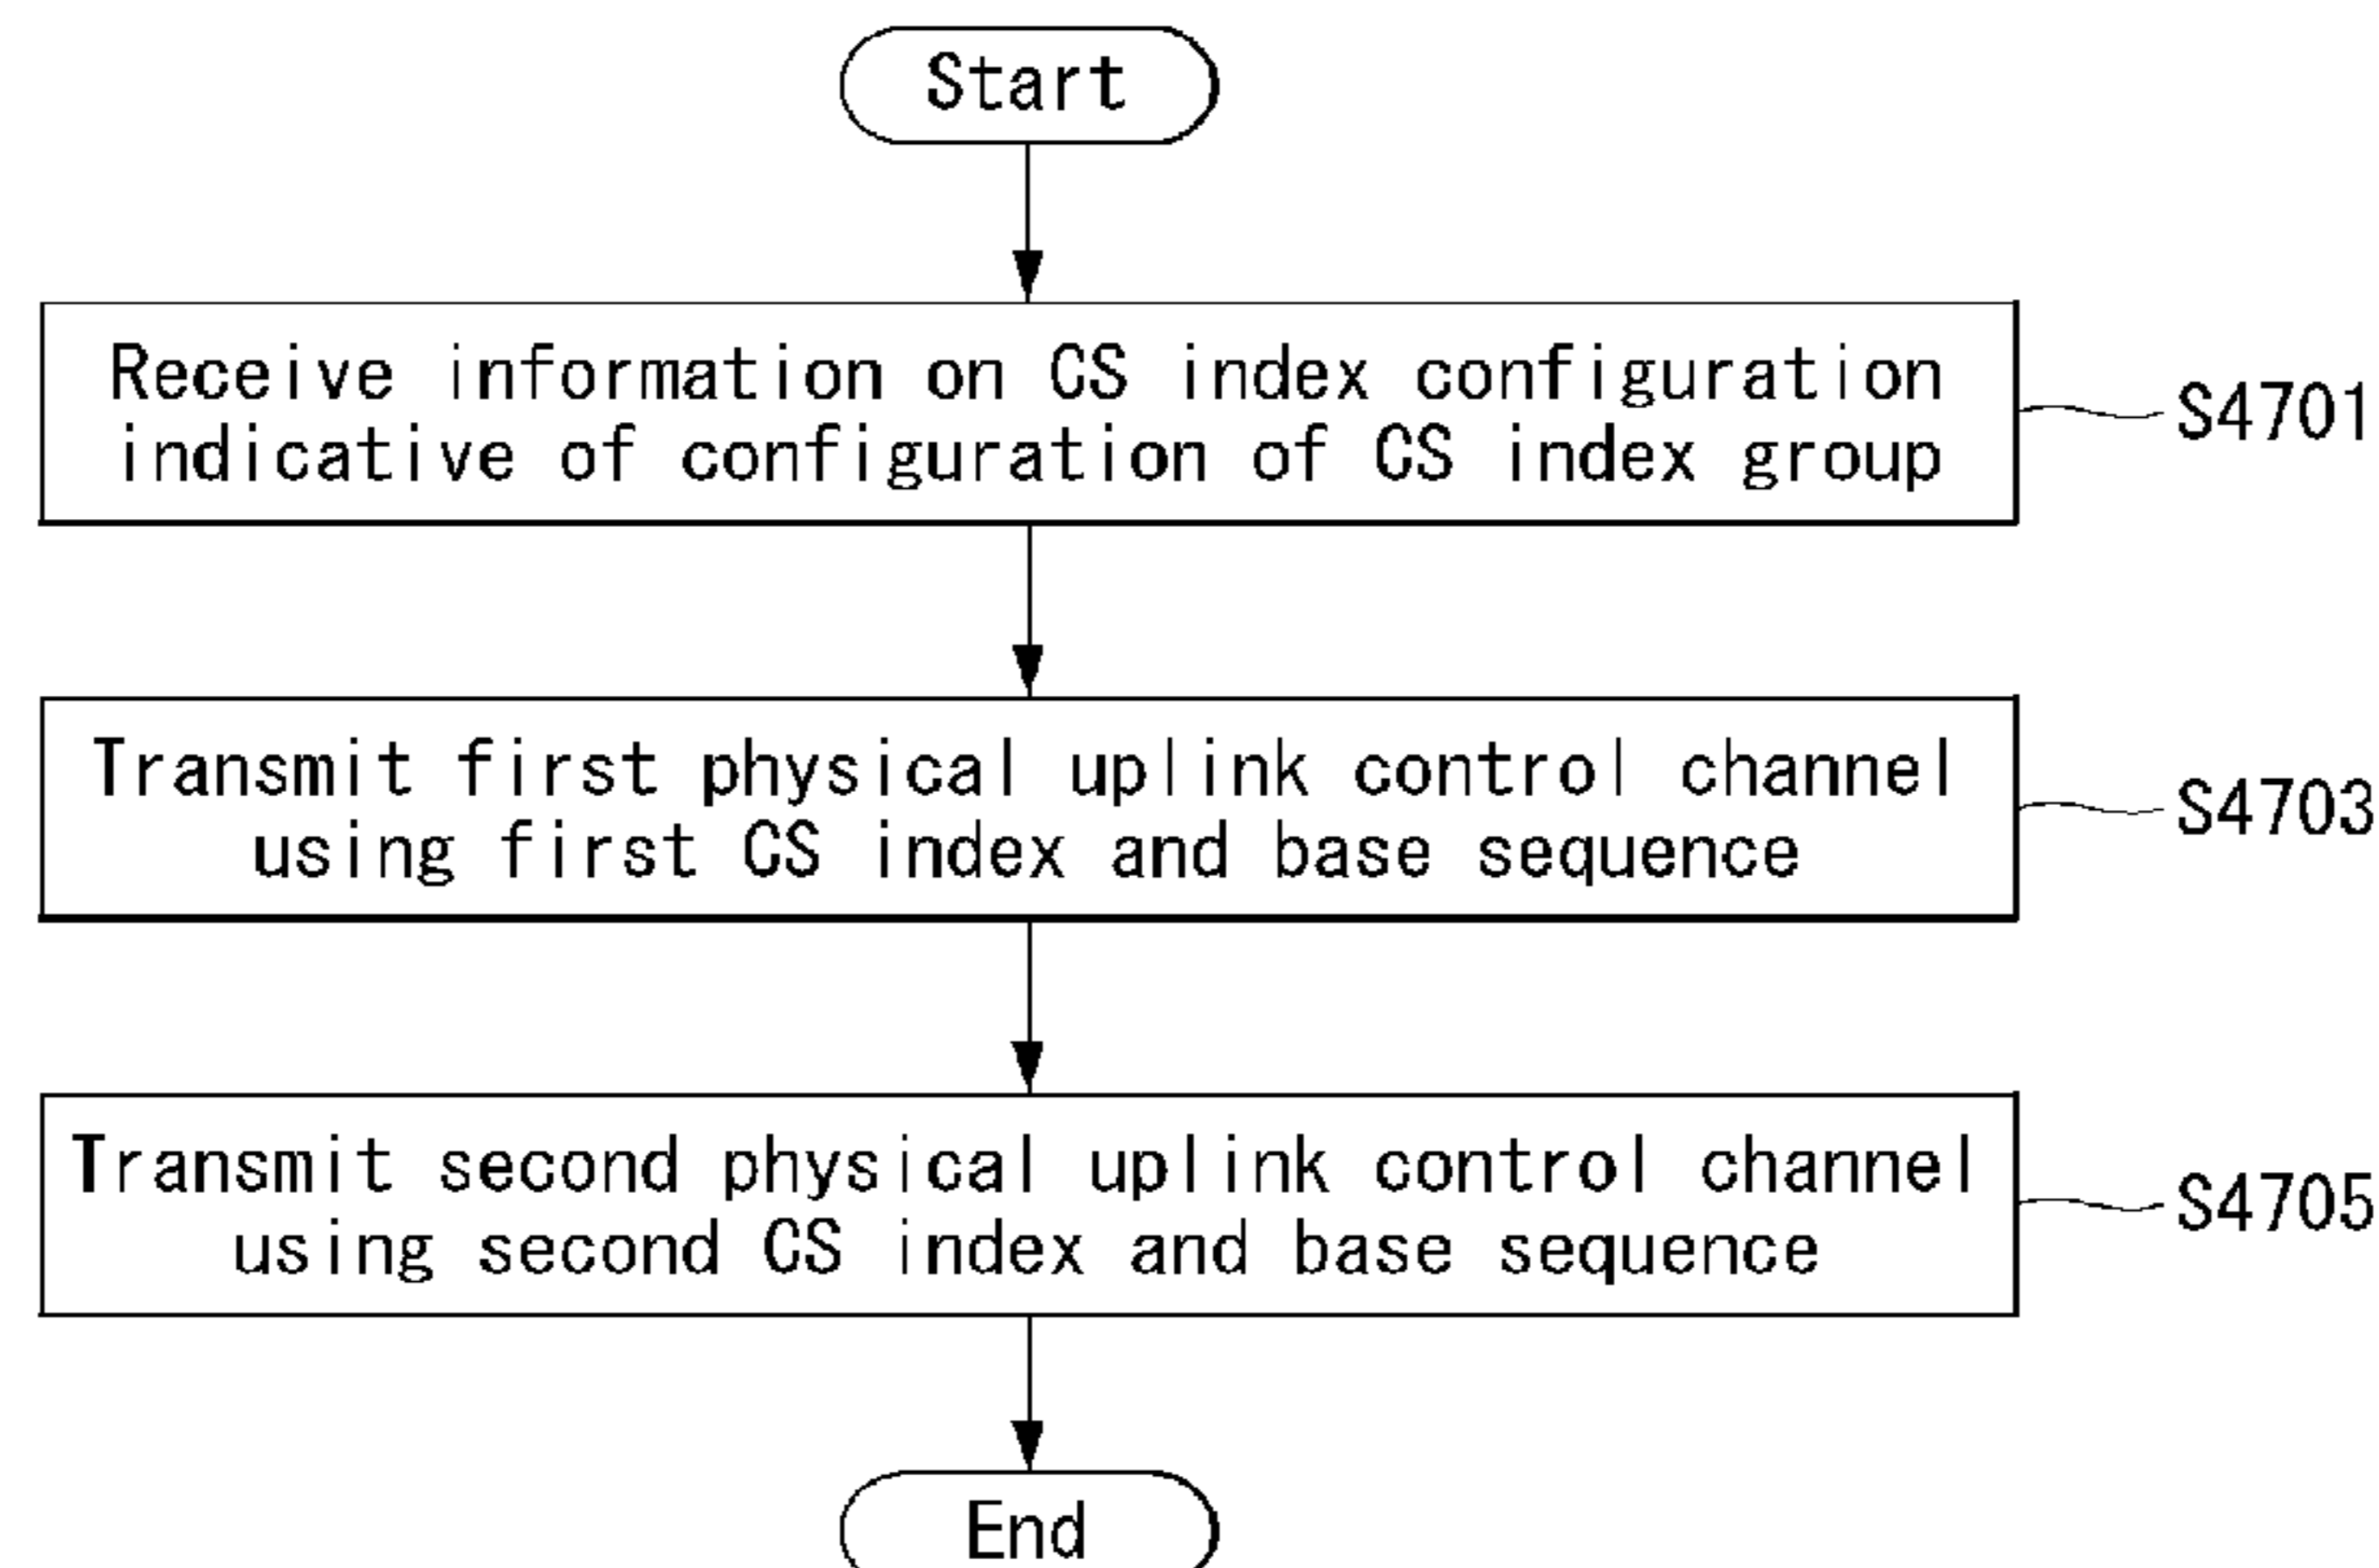 Start
Receive information on CS index configuration
indicative of configuration of CS index group
S4701
Transmit first physical uplink control channel
using first CS index and base sequence
S4703
Transmit second physical uplink control channel
using second CS index and base sequence
S4705
End